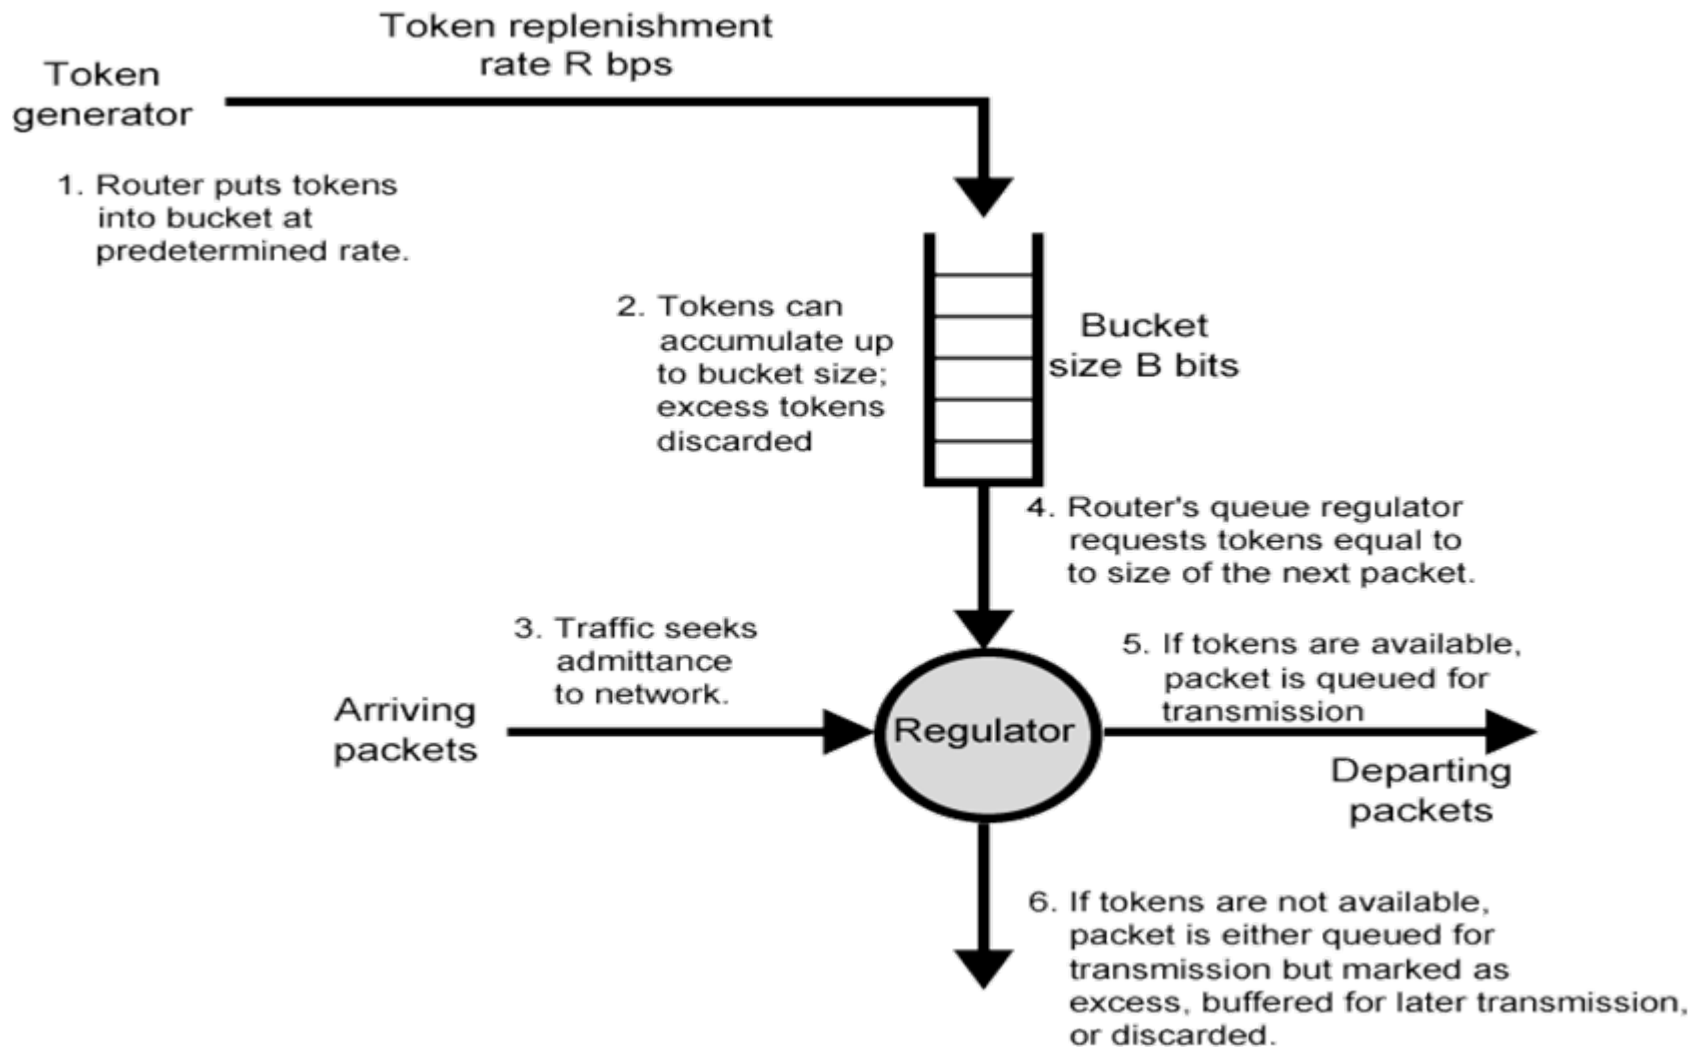 Token replenishment
rate R bps
Token
generator
1. Router puts tokens
into bucket at
predetermined rate.
2. Tokens can
accumulate up
to bucket size;
excess tokens
discarded
Bucket
size B bits
4. Router's queue regulator
requests tokens equal to
to size of the next packet.
3. Traffic seeks
admittance
to network.
5. If tokens are available,
packet is queued for
transmission
Arriving
packets
Regulator
Departing
packets
6. If tokens are not available,
packet is either queued for
transmission but marked as
excess, buffered for later transmission,
or discarded.